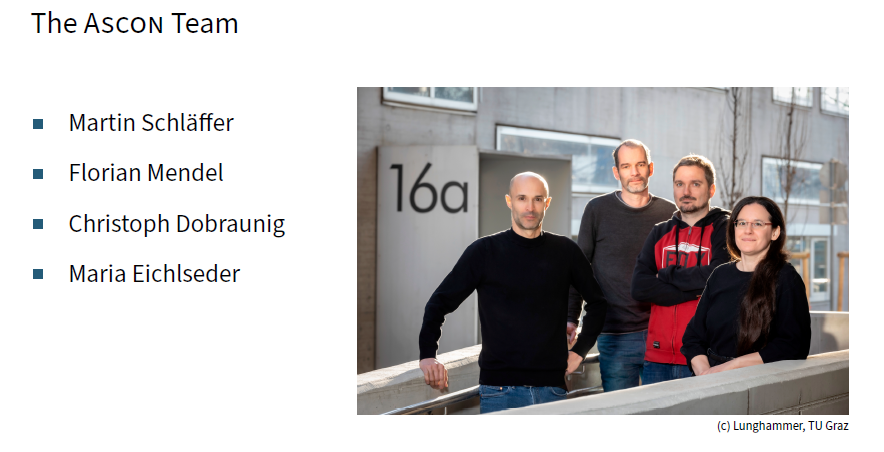 The Ascon Team
Martin Schläffer
Florian Mendel
Christoph Dobraunig
Maria Eichlseder
16a
(c) Lunghammer, TU Graz